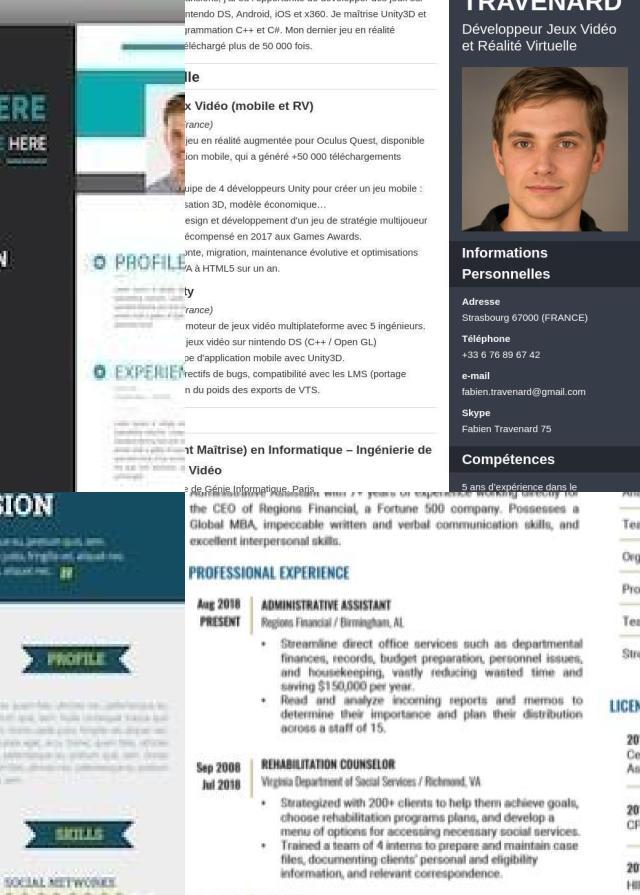 ERE
HERE
N
PROFILE
EXPERIEN
ntendo DS, Android, iOS et x360. Je maîtrise Unity3D et
grammation C++ et C#. Mon dernier jeu en réalité
éléchargé plus de 50 000 fois.
lle
x Vidéo (mobile et RV)
rance)
jeu en réalité augmentée pour Oculus Quest, disponible
ion mobile, qui a généré +50 000 téléchargements
uipe de 4 développeurs Unity pour créer un jeu mobile :
sation 3D, modèle économique…
esign et développement d'un jeu de stratégie multijoueur
écompensé en 2017 aux Games Awards.
onte, migration, maintenance évolutive et optimisations
/A à HTML5 sur un an.
ty
rance)
moteur de jeux vidéo multiplateforme avec 5 ingénieurs.
jeux vidéo sur nintendo DS (C++ / Open GL)
pe d'application mobile avec Unity3D.
rectifs de bugs, compatibilité avec les LMS (portage
n du poids des exports de VTS.
nt Maîtrise) en Informatique – Ingénierie de
Vidéo
e de Génie Informatique, Paris
TRAVENARD
Développeur Jeux Vidéo
et Réalité Virtuelle
Informations
Personnelles
Adresse
Strasbourg 67000 (FRANCE)
Téléphone
+33 6 76 89 67 42
e-mail
fabien.travenard@gmail.com
Skype
Fabien Travenard 75
Compétences
5 ans d'expérience dans le
SION
PROFILE
SKILLS
SOCIAL NETWORKS
Administrative Assistant with 7+ years of experience working directly for
the CEO of Regions Financial, a Fortune 500 company. Possesses a
Global MBA, impeccable written and verbal communication skills, and
excellent interpersonal skills.
PROFESSIONAL EXPERIENCE
Aug 2018
PRESENT
ADMINISTRATIVE ASSISTANT
Regions Financial / Birmingham, AL
• Streamline direct office services such as departmental
finances, records, budget preparation, personnel issues,
and housekeeping, vastly reducing wasted time and
saving $150,000 per year.
• Read and analyze incoming reports and memos to
determine their importance and plan their distribution
across a staff of 15.
Sep 2008
Jul 2018
REHABILITATION COUNSELOR
Virginia Department of Social Services / Richmond, VA
• Strategized with 200+ clients to help them achieve goals,
choose rehabilitation programs plans, and develop a
menu of options for accessing necessary social services.
• Trained a team of 4 interns to prepare and maintain case
files, documenting clients' personal and eligibility
information, and relevant correspondence.
Tea
Org
Pro
Tea
Stro
LICEN
20
Ce
As
20
CP
20